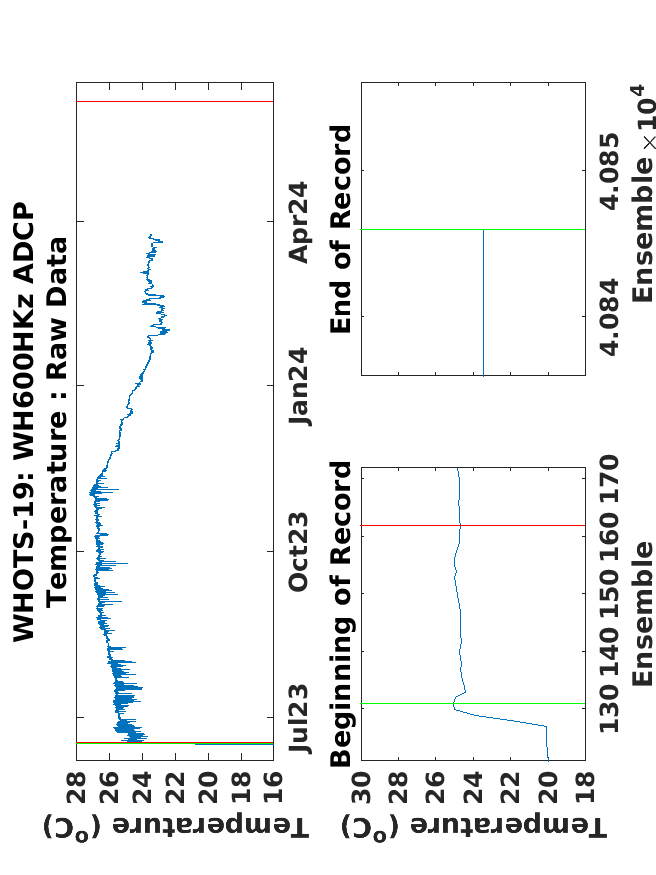 WHOTS-19: WH600HKz ADCP
Temperature : Raw Data
Temperature (°C)
28
26
24
22
20
18
16
Jul23 Oct23 Jan24 Apr24
Beginning of Record
Temperature (°C)
30
28
26
24
22
20
18
130 140 150 160 170
Ensemble
End of Record
4.084 4.085
Ensemble ×10⁴